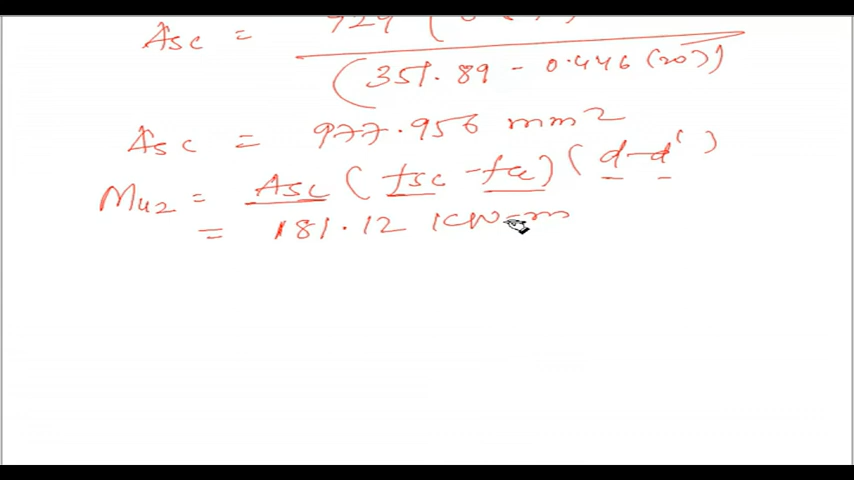 Asc =
(351.89 - 0.446 (20))
Asc = 977.956 mm2
Mu2 = Asc ( fsc - fcc) ( d-d' )
= 181.12 KN-m